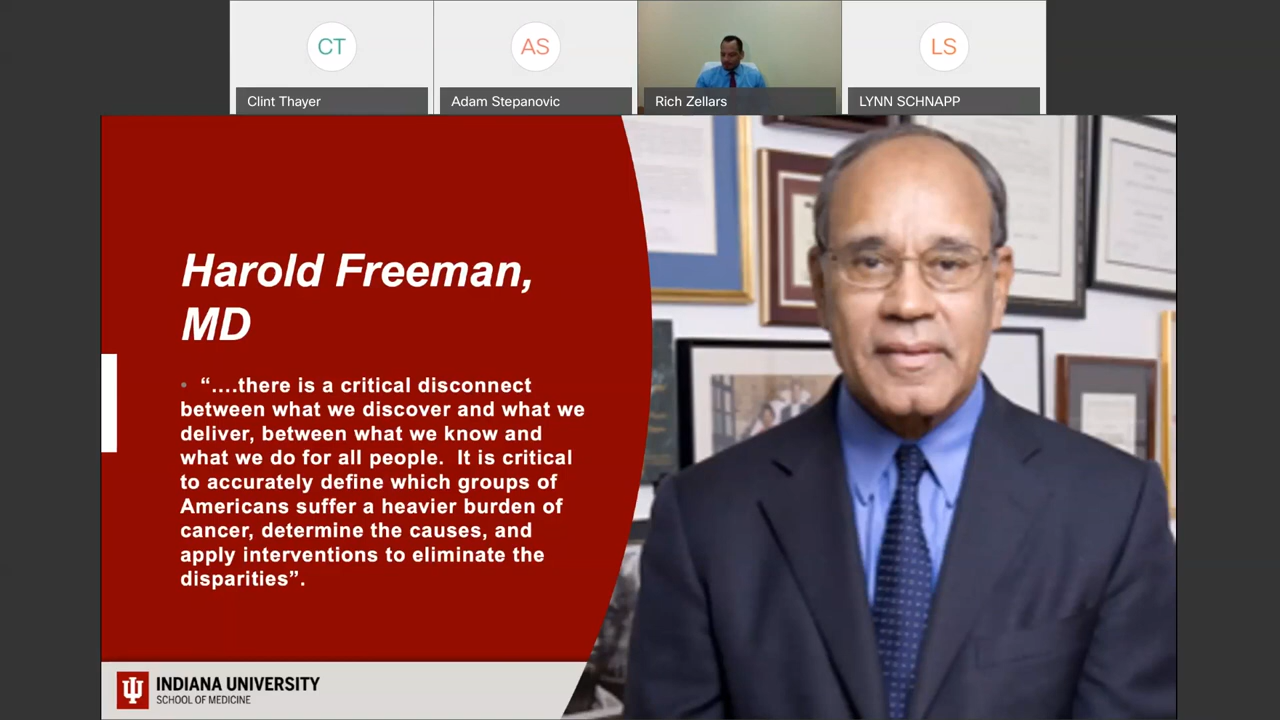 CT
AS
LS
Clint Thayer
Adam Stepanovic
Rich Zellars
LYNN SCHNAPP
Harold Freeman,
MD
• “....there is a critical disconnect
between what we discover and what we
deliver, between what we know and
what we do for all people.  It is critical
to accurately define which groups of
Americans suffer a heavier burden of
cancer, determine the causes, and
apply interventions to eliminate the
disparities”.
INDIANA UNIVERSITY
SCHOOL OF MEDICINE